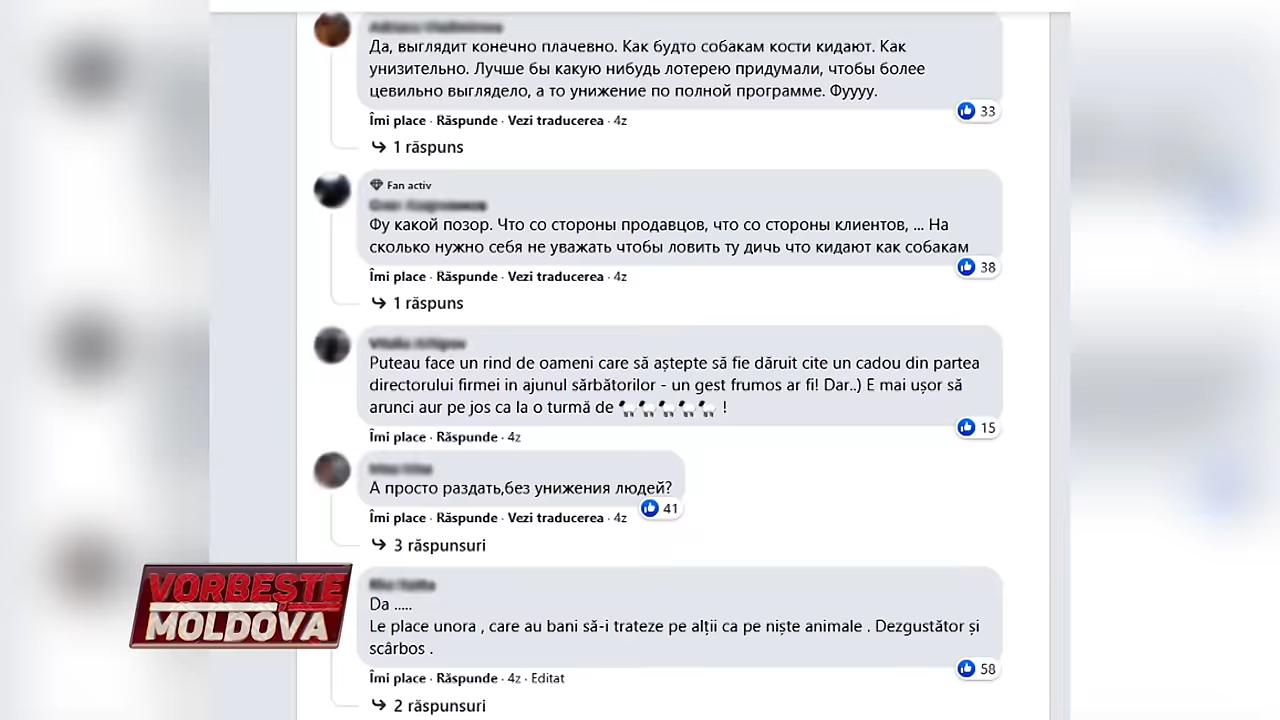 Да, выглядит конечно плачевно. Как будто собакам кости кидают. Как
унизительно. Лучше бы какую нибудь лотерею придумали, чтобы более
цевильно выглядело, а то унижение по полной программе. Фуууу.
33
Îmi place · Răspunde · Vezi traducerea · 4z
1 răspuns
Fan activ
Фу какой позор. Что со стороны продавцов, что со стороны клиентов, ... На
сколько нужно себя не уважать чтобы ловить ту дичь что кидают как собакам
38
Îmi place · Răspunde · Vezi traducerea · 4z
1 răspuns
Puteau face un rind de oameni care să aștepte să fie dăruit cite un cadou din partea
directorului firmei in ajunul sărbătorilor - un gest frumos ar fi! Dar..) E mai ușor să
arunci aur pe jos ca la o turmă de 🐑🐑🐑🐑🐑 !
15
Îmi place · Răspunde · 4z
А просто раздать,без унижения людей?
41
Îmi place · Răspunde · Vezi traducerea · 4z
3 răspunsuri
Da .....
Le place unora , care au bani să-i trateze pe alții ca pe niște animale . Dezgustător și
scârbos .
58
Îmi place · Răspunde · 4z · Editat
2 răspunsuri
VORBEȘTE
MOLDOVA